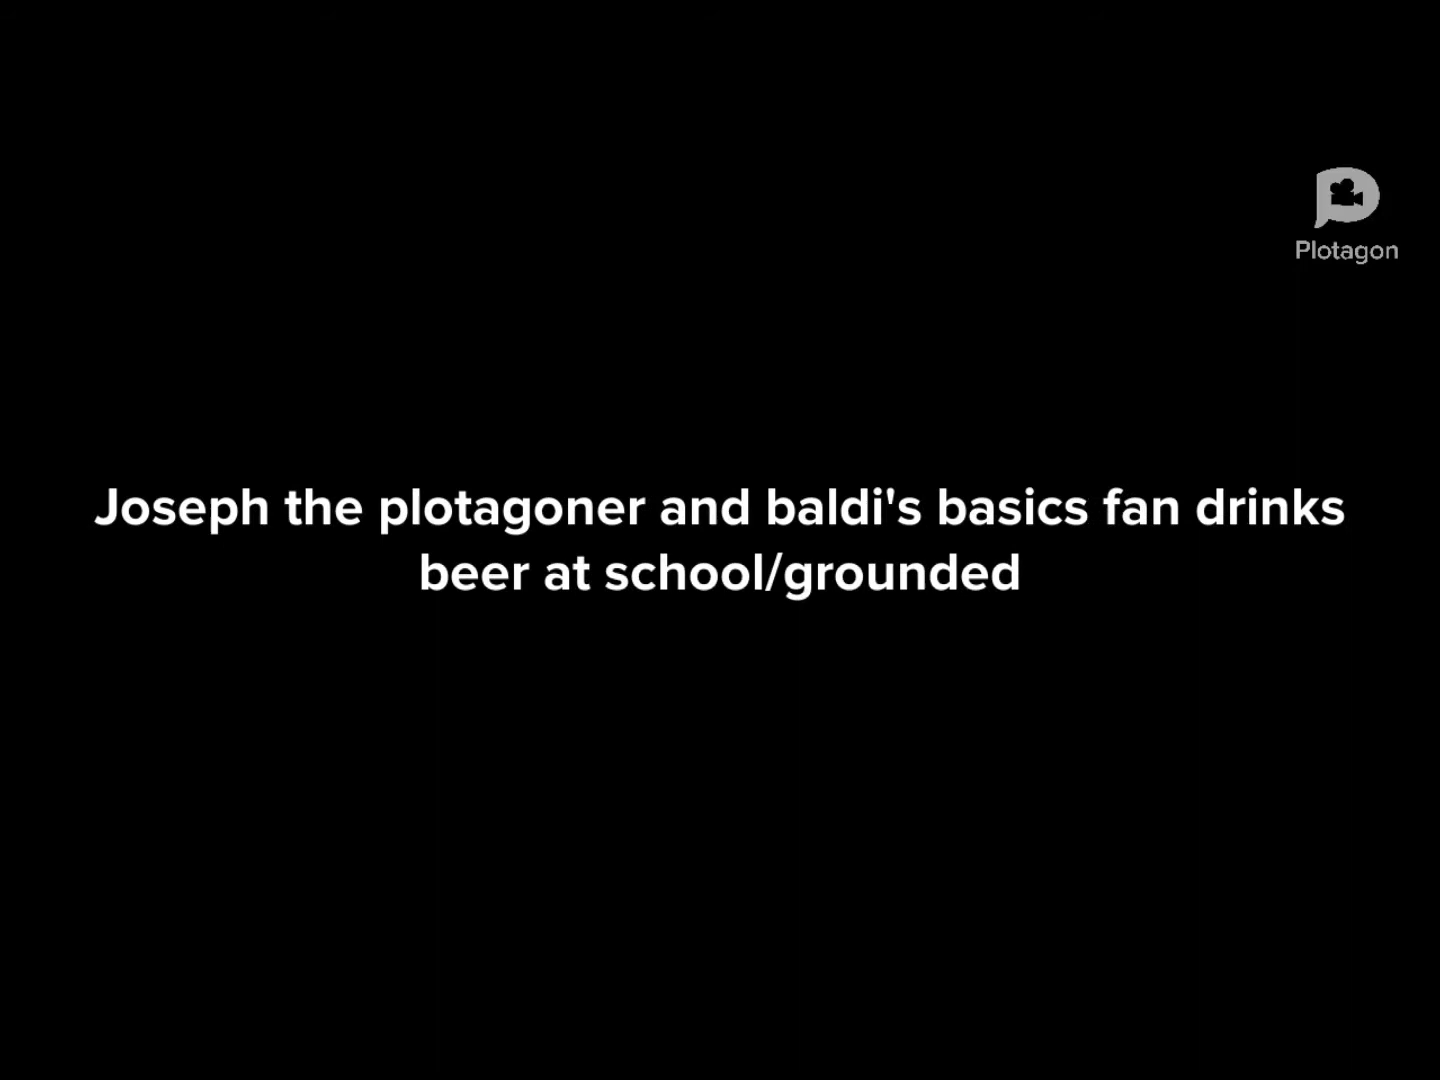 Plotagon
Joseph the plotagoner and baldi's basics fan drinks
beer at school/grounded